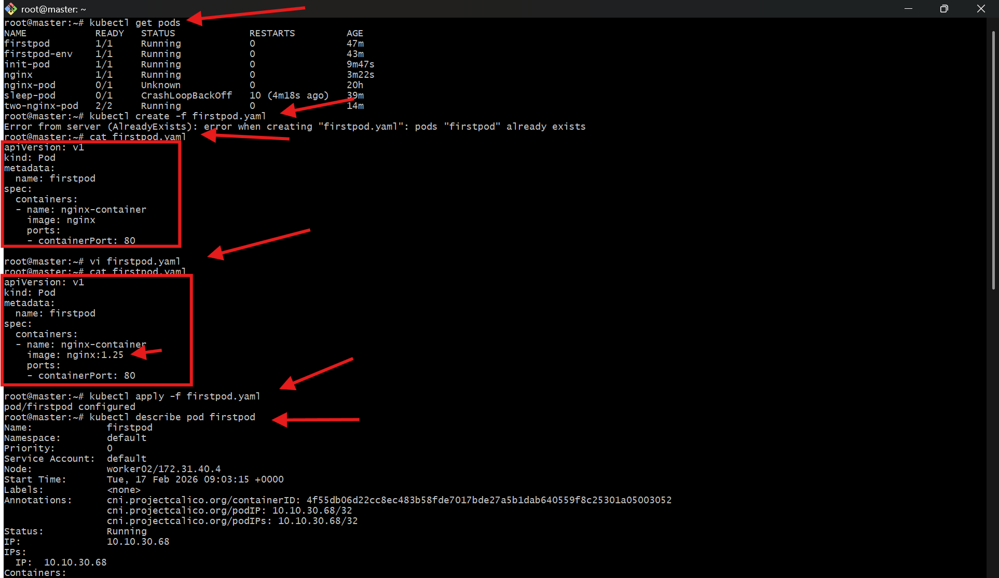 root@master: ~
root@master:~# kubectl get pods
NAME READY STATUS RESTARTS AGE
firstpod 1/1 Running 0 47m
firstpod-env 1/1 Running 0 43m
init-pod 1/1 Running 0 9m47s
nginx 1/1 Running 0 3m22s
nginx-pod 0/1 Unknown 0 20h
sleep-pod 0/1 CrashLoopBackOff 10 (4m18s ago) 39m
two-nginx-pod 2/2 Running 0 14m
root@master:~# kubectl create -f firstpod.yaml
Error from server (AlreadyExists): error when creating "firstpod.yaml": pods "firstpod" already exists
root@master:~# cat firstpod.yaml
apiVersion: v1
kind: Pod
metadata:
  name: firstpod
spec:
  containers:
  - name: nginx-container
    image: nginx
    ports:
    - containerPort: 80
root@master:~# vi firstpod.yaml
root@master:~# cat firstpod.yaml
apiVersion: v1
kind: Pod
metadata:
  name: firstpod
spec:
  containers:
  - name: nginx-container
    image: nginx:1.25
    ports:
    - containerPort: 80
root@master:~# kubectl apply -f firstpod.yaml
pod/firstpod configured
root@master:~# kubectl describe pod firstpod
Name: firstpod
Namespace: default
Priority: 0
Service Account: default
Node: worker02/172.31.40.4
Start Time: Tue, 17 Feb 2026 09:03:15 +0000
Labels: <none>
Annotations: cni.projectcalico.org/containerID: 4f55db06d22cc8ec483b58fde7017bde27a5b1dab640559f8c25301a05003052
cni.projectcalico.org/podIP: 10.10.30.68/32
cni.projectcalico.org/podIPs: 10.10.30.68/32
Status: Running
IP: 10.10.30.68
IPs:
  IP: 10.10.30.68
Containers: